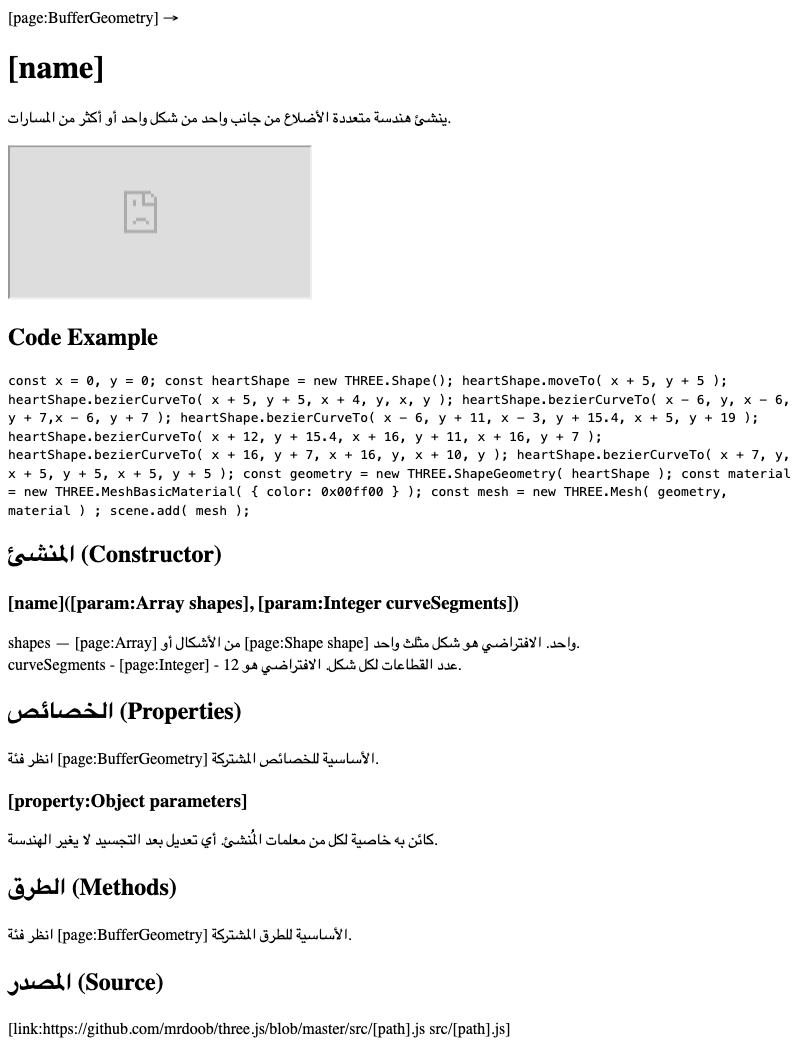 [page:BufferGeometry] →
[name]
ينشئ هندسة متعددة الأضلاع من جانب واحد من شكل واحد أو أكثر من المسارات.
Code Example
const x = 0, y = 0; const heartShape = new THREE.Shape(); heartShape.moveTo( x + 5, y + 5 );
heartShape.bezierCurveTo( x + 5, y + 5, x + 4, y, x, y ); heartShape.bezierCurveTo( x − 6, y, x − 6,
y + 7,x − 6, y + 7 ); heartShape.bezierCurveTo( x − 6, y + 11, x − 3, y + 15.4, x + 5, y + 19 );
heartShape.bezierCurveTo( x + 12, y + 15.4, x + 16, y + 11, x + 16, y + 7 );
heartShape.bezierCurveTo( x + 16, y + 7, x + 16, y, x + 10, y ); heartShape.bezierCurveTo( x + 7, y,
x + 5, y + 5, x + 5, y + 5 ); const geometry = new THREE.ShapeGeometry( heartShape ); const material
= new THREE.MeshBasicMaterial( { color: 0x00ff00 } ); const mesh = new THREE.Mesh( geometry,
material ) ; scene.add( mesh );
المنشئ (Constructor)
[name]([param:Array shapes], [param:Integer curveSegments])
shapes — [page:Array] من الأشكال أو [page:Shape shape] واحد. الافتراضي هو شكل مثلث واحد.
curveSegments - [page:Integer] - عدد القطاعات لكل شكل. الافتراضي هو 12.
الخصائص (Properties)
انظر فئة [page:BufferGeometry] الأساسية للخصائص المشتركة.
[property:Object parameters]
كائن به خاصية لكل من معلمات المُنشئ. أي تعديل بعد التجسيد لا يغير الهندسة.
الطرق (Methods)
انظر فئة [page:BufferGeometry] الأساسية للطرق المشتركة.
المصدر (Source)
[link:https://github.com/mrdoob/three.js/blob/master/src/[path].js src/[path].js]